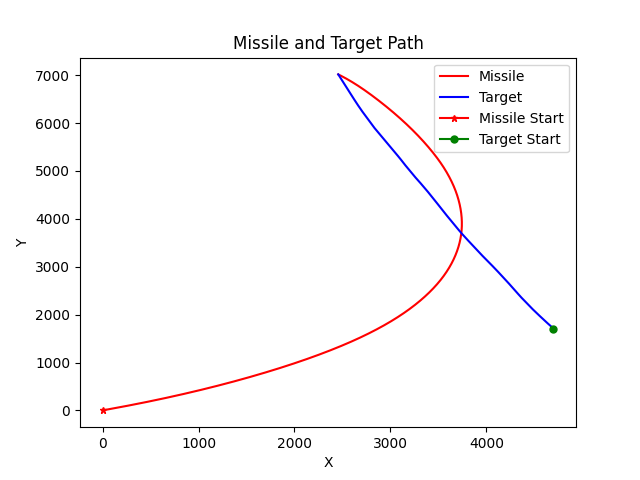 Missile and Target Path
Missile
Target
Missile Start
Target Start
7000
6000
5000
4000
3000
2000
1000
0
Y
0 1000 2000 3000 4000
X